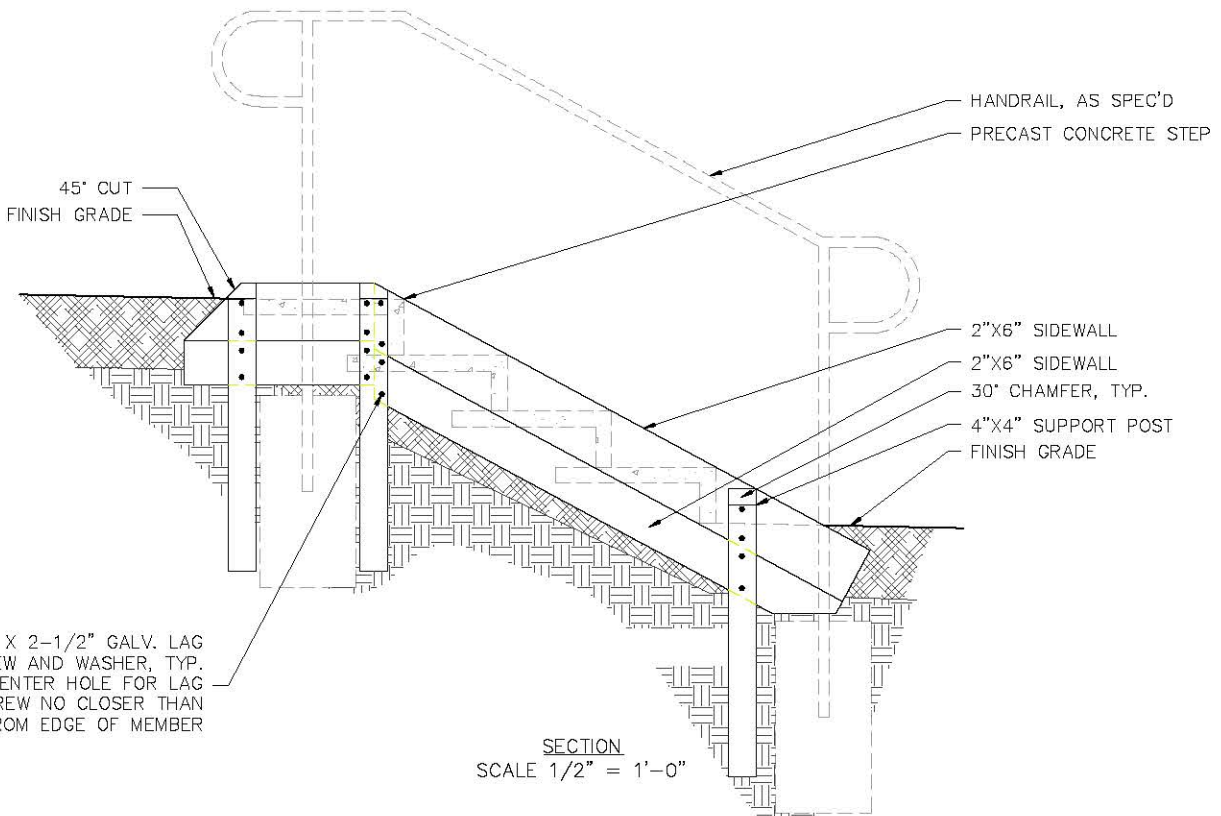 HANDRAIL, AS SPEC'D
PRECAST CONCRETE STEP
45° CUT
FINISH GRADE
2"X6" SIDEWALL
2"X6" SIDEWALL
30° CHAMFER, TYP.
4"X4" SUPPORT POST
FINISH GRADE
X 2-1/2" GALV. LAG
EW AND WASHER, TYP.
ENTER HOLE FOR LAG
REW NO CLOSER THAN
ROM EDGE OF MEMBER
SECTION
SCALE 1/2" = 1'-0"